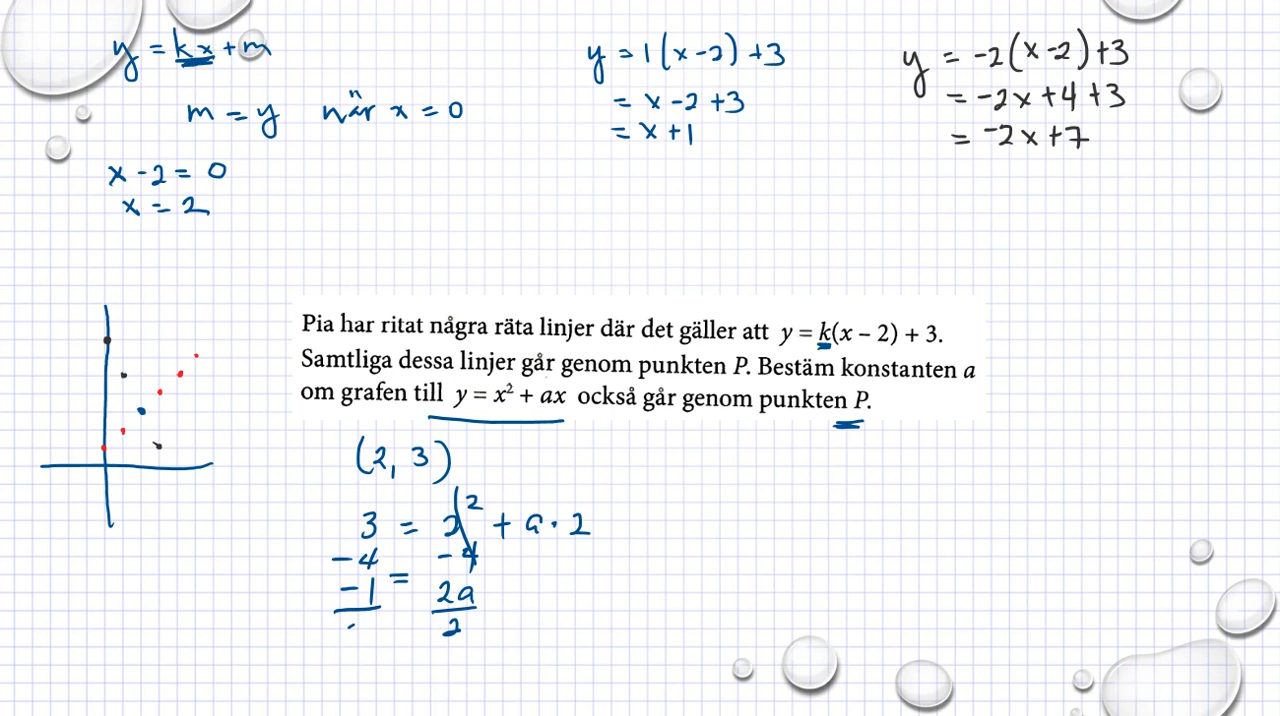 y = kx + m
m = y när x = 0
x - 2 = 0
x = 2
y = 1(x-2) + 3
= x - 2 + 3
= x + 1
y = -2(x-2) + 3
= -2x + 4 + 3
= -2x + 7
Pia har ritat några räta linjer där det gäller att y = k(x – 2) + 3.
Samtliga dessa linjer går genom punkten P. Bestäm konstanten a
om grafen till y = x² + ax också går genom punkten P.
(2, 3)
3 = 2² + a · 2
-4 -4
-1 = 2a
2